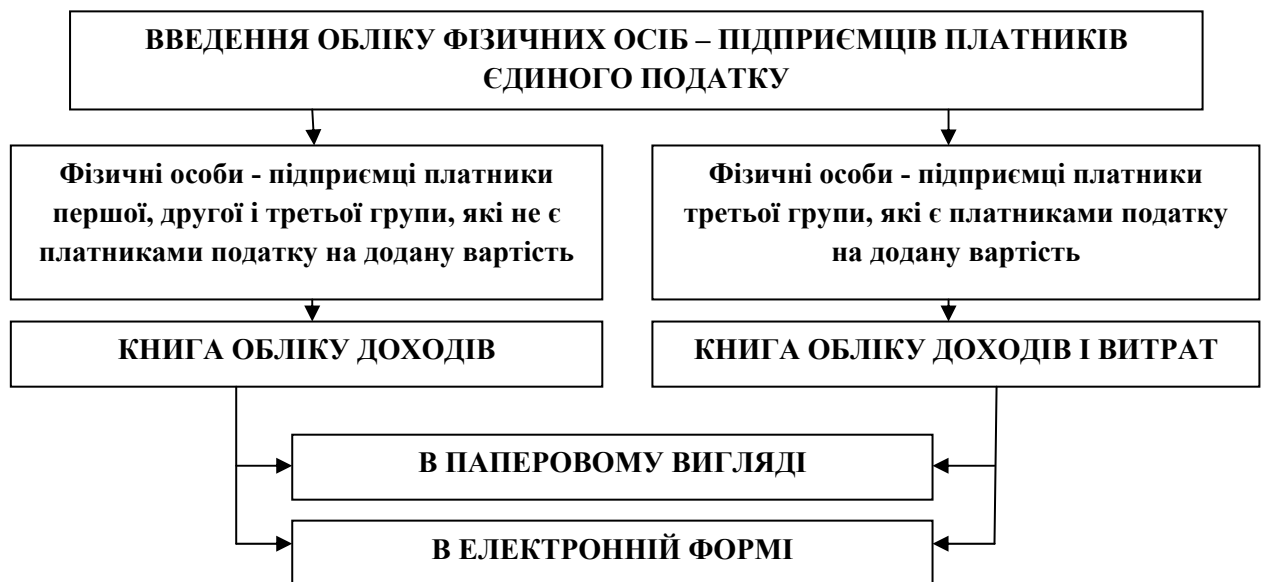 ВВЕДЕННЯ ОБЛІКУ ФІЗИЧНИХ ОСІБ – ПІДПРИЄМЦІВ ПЛАТНИКІВ
ЄДИНОГО ПОДАТКУ
Фізичні особи - підприємці платники
першої, другої і третьої групи, які не є
платниками податку на додану вартість
Фізичні особи - підприємці платники
третьої групи, які є платниками податку
на додану вартість
КНИГА ОБЛІКУ ДОХОДІВ
КНИГА ОБЛІКУ ДОХОДІВ І ВИТРАТ
В ПАПЕРОВОМУ ВИГЛЯДІ
В ЕЛЕКТРОННІЙ ФОРМІ